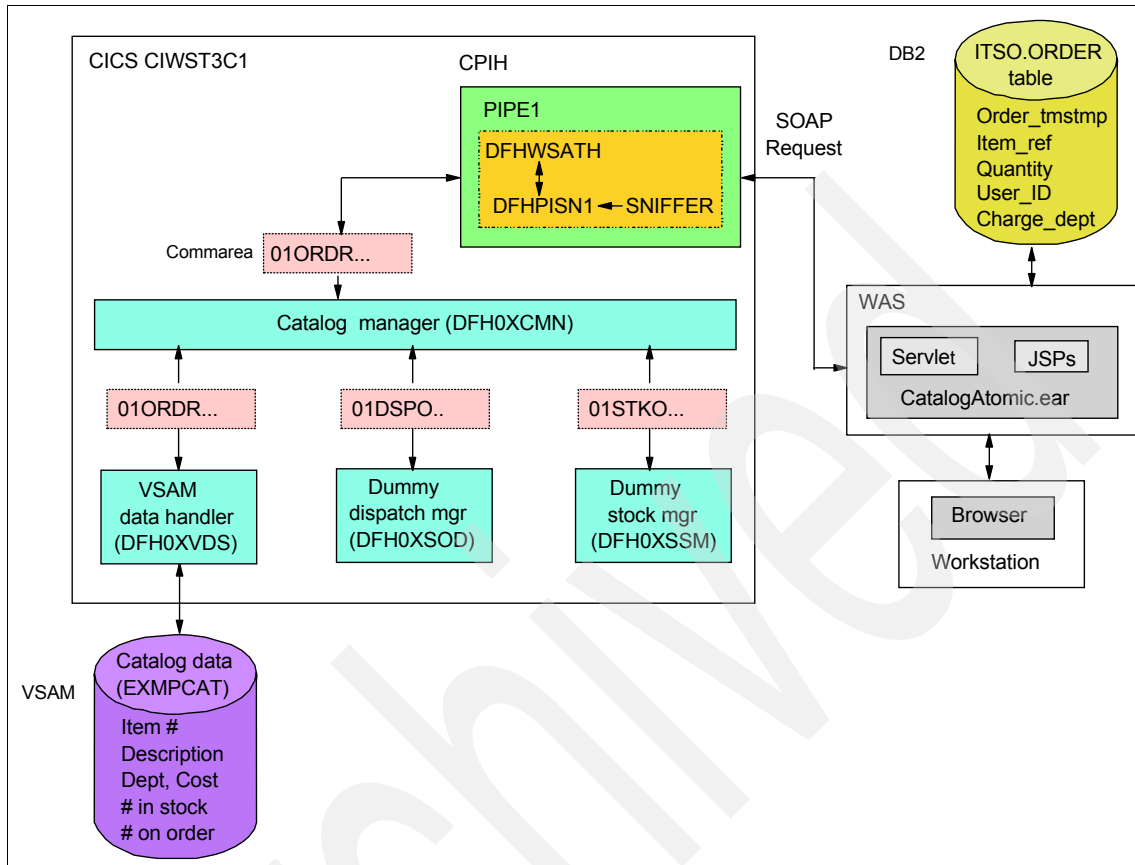 CICS CIWST3C1
CPIH
PIPE1
DFHWSATH
DFHPISN1
SNIFFER
SOAP
Request
DB2
ITSO.ORDER
table
Order_tmstmp
Item_ref
Quantity
User_ID
Charge_dept
Commarea
01ORDR...
Catalog manager (DFH0XCMN)
WAS
Servlet
JSPs
CatalogAtomic.ear
01ORDR...
01DSPO..
01STKO...
VSAM
data handler
(DFH0XVDS)
Dummy
dispatch mgr
(DFH0XSOD)
Dummy
stock mgr
(DFH0XSSM)
Browser
Workstation
VSAM
Catalog data
(EXMPCAT)
Item #
Description
Dept, Cost
# in stock
# on order